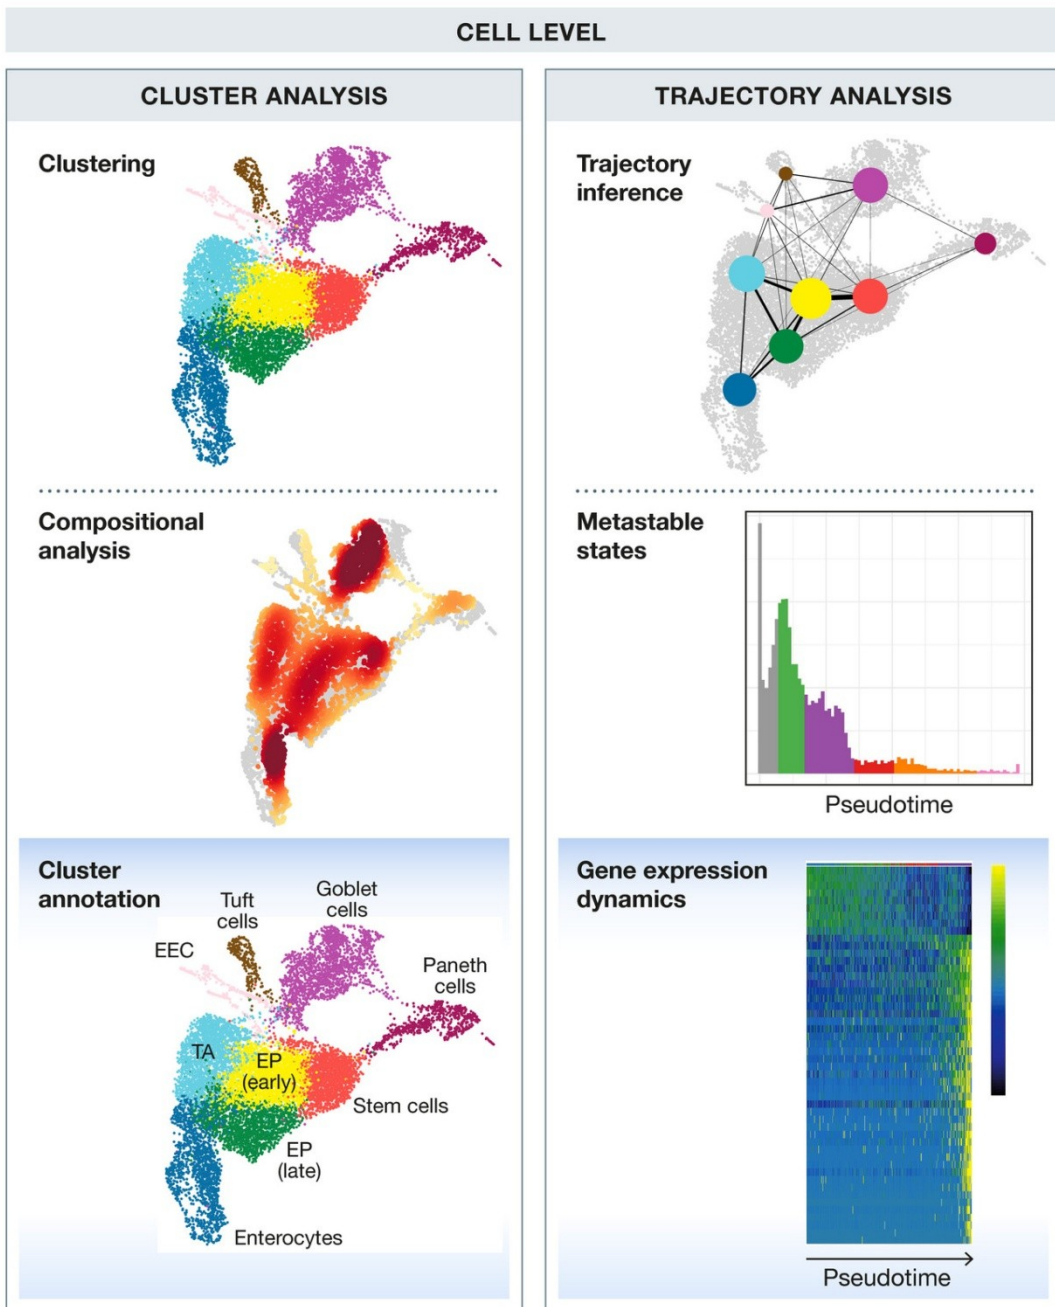 CELL LEVEL
CLUSTER ANALYSIS
Clustering
Compositional
analysis
Cluster
annotation
Tuft
cells
Goblet
cells
EEC
Paneth
cells
TA
EP
(early)
Stem cells
EP
(late)
Enterocytes
TRAJECTORY ANALYSIS
Trajectory
inference
Metastable
states
Pseudotime
Gene expression
dynamics
Pseudotime